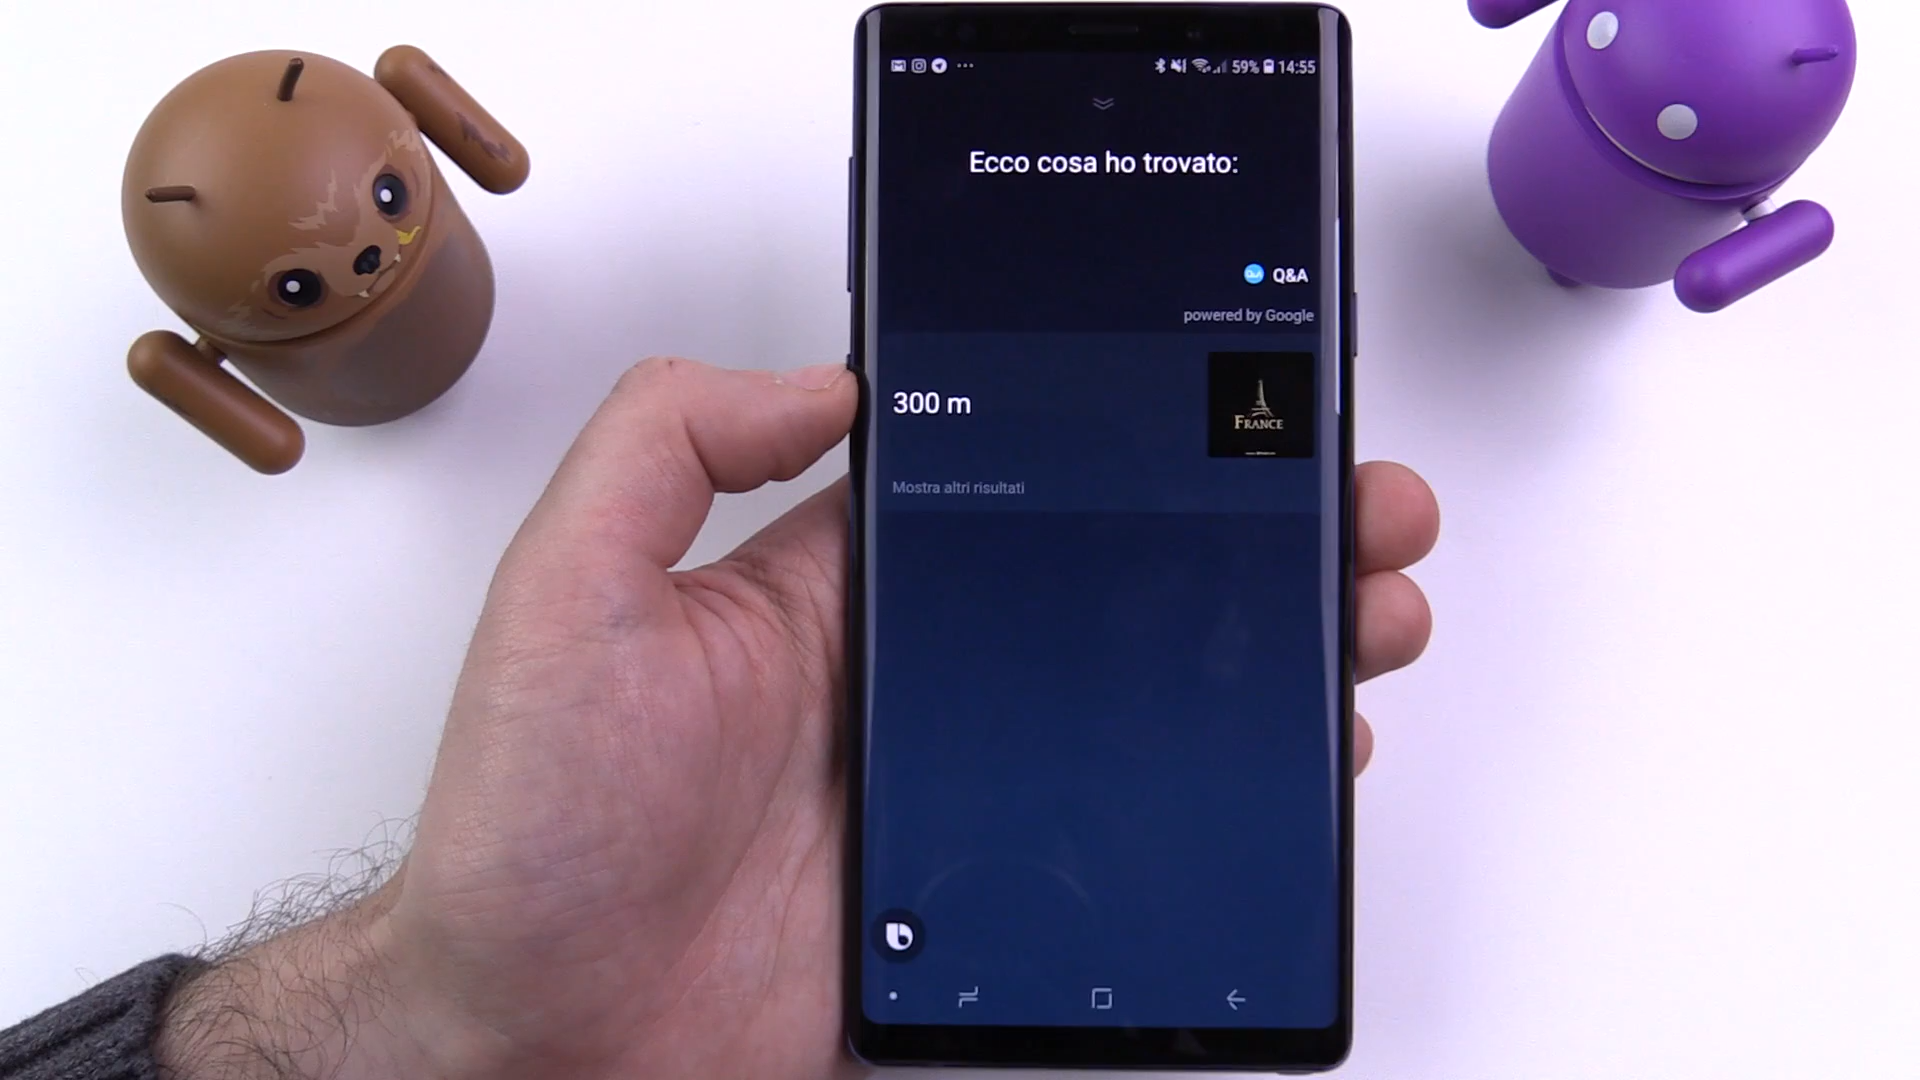 59% 14:55
Ecco cosa ho trovato:
Q&A
powered by Google
300 m
FRANCE
Mostra altri risultati